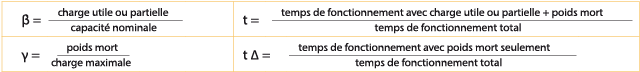 β = charge utile ou partielle / capacité nominale
t = temps de fonctionnement avec charge utile ou partielle + poids mort / temps de fonctionnement total
γ = poids mort / charge maximale
t Δ = temps de fonctionnement avec poids mort seulement / temps de fonctionnement total